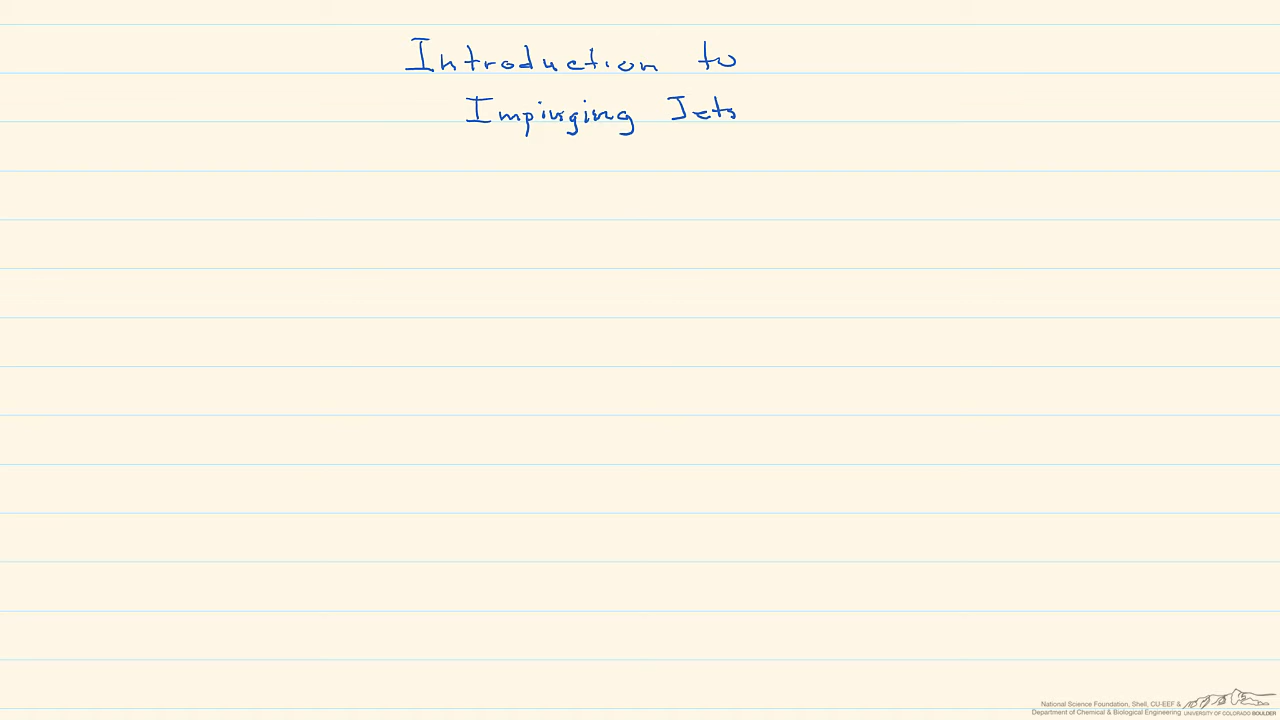 Introduction to
Impinging Jets
National Science Foundation, Shell, CU-EEF &
Department of Chemical & Biological Engineering
UNIVERSITY OF COLORADO BOULDER